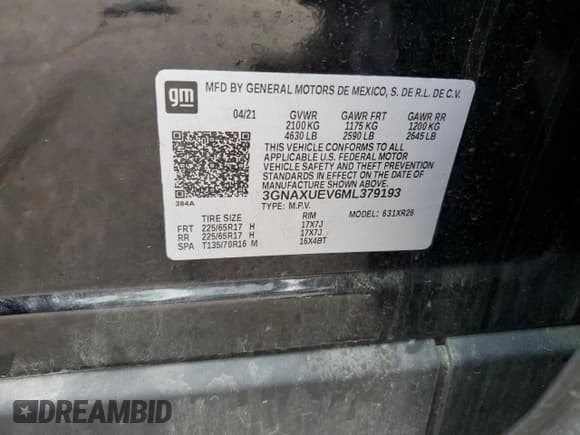 gm
MFD BY GENERAL MOTORS DE MEXICO, S. DE R.L. DE C.V.
04/21 GVWR GAWR FRT GAWR RR
2100 KG 1175 KG 1200 KG
4630 LB 2590 LB 2645 LB
THIS VEHICLE CONFORMS TO ALL
APPLICABLE U.S. FEDERAL MOTOR
VEHICLE SAFETY AND THEFT PREVENTION
STANDARDS IN EFFECT ON THE DATE OF
MANUFACTURE SHOWN ABOVE.
384A 3GNAXUEV6ML379193
TYPE: M.P.V. MODEL: 631XR26
TIRE SIZE RIM
FRT 225/65R17 H 17X7J
RR 225/65R17 H 17X7J
SPA T135/70R16 M 16X4BT
DREAMBID